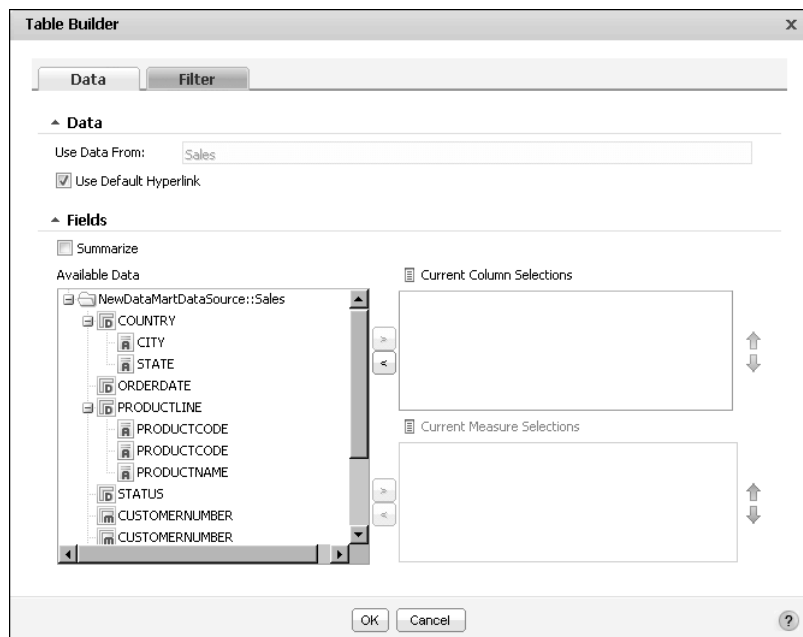 Table Builder x
Data Filter
Data
Use Data From: Sales
Use Default Hyperlink
Fields
Summarize
Available Data
NewDataMartDataSource::Sales
COUNTRY
CITY
STATE
ORDERDATE
PRODUCTLINE
PRODUCTCODE
PRODUCTCODE
PRODUCTNAME
STATUS
CUSTOMERNUMBER
CUSTOMERNUMBER
Current Column Selections
>
<
Current Measure Selections
>
<
OK Cancel ?